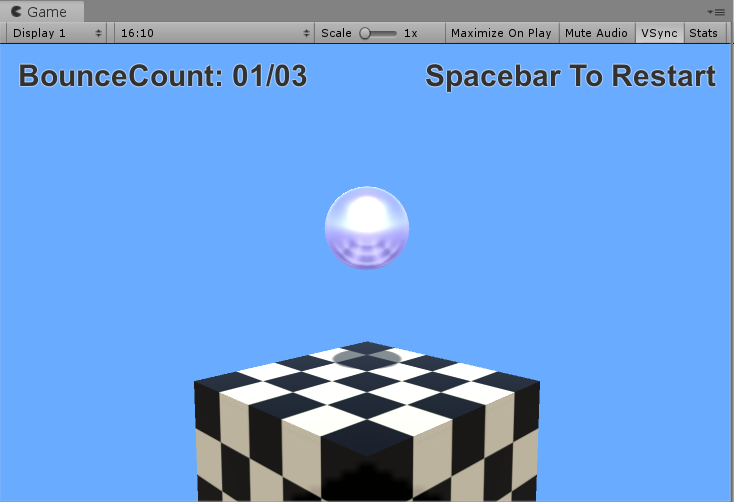 Game
Display 1 16:10 Scale 1x Maximize On Play Mute Audio VSync Stats
BounceCount: 01/03 Spacebar To Restart